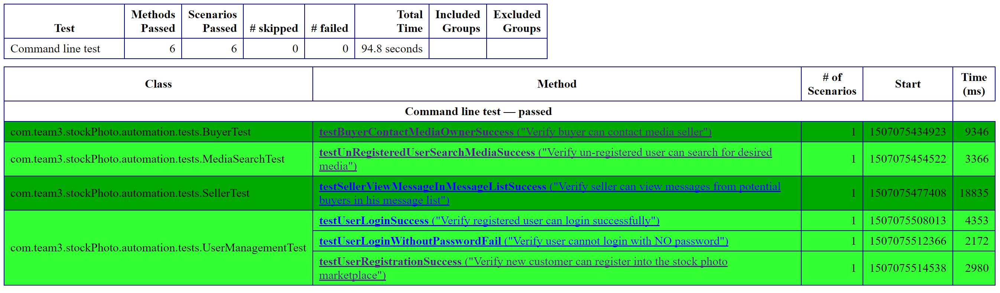 Test Methods Passed Scenarios Passed # skipped # failed Total Time Included Groups Excluded Groups
Command line test 6 6 0 0 94.8 seconds
Class Method # of Scenarios Start Time (ms)
Command line test — passed
com.team3.stockPhoto.automation.tests.BuyerTest testBuyerContactMediaOwnerSuccess ("Verify buyer can contact media seller") 1 1507075434923 9346
com.team3.stockPhoto.automation.tests.MediaSearchTest testUnRegisteredUserSearchMediaSuccess ("Verify un-registered user can search for desired
media") 1 1507075454522 3366
com.team3.stockPhoto.automation.tests.SellerTest testSellerViewMessageInMessageListSuccess ("Verify seller can view messages from potential
buyers in his message list") 1 1507075477408 18835
com.team3.stockPhoto.automation.tests.UserManagementTest testUserLoginSuccess ("Verify registered user can login successfully") 1 1507075508013 4353
testUserLoginWithoutPasswordFail ("Verify user cannot login with NO password") 1 1507075512366 2172
testUserRegistrationSuccess ("Verify new customer can register into the stock photo
marketplace") 1 1507075514538 2980